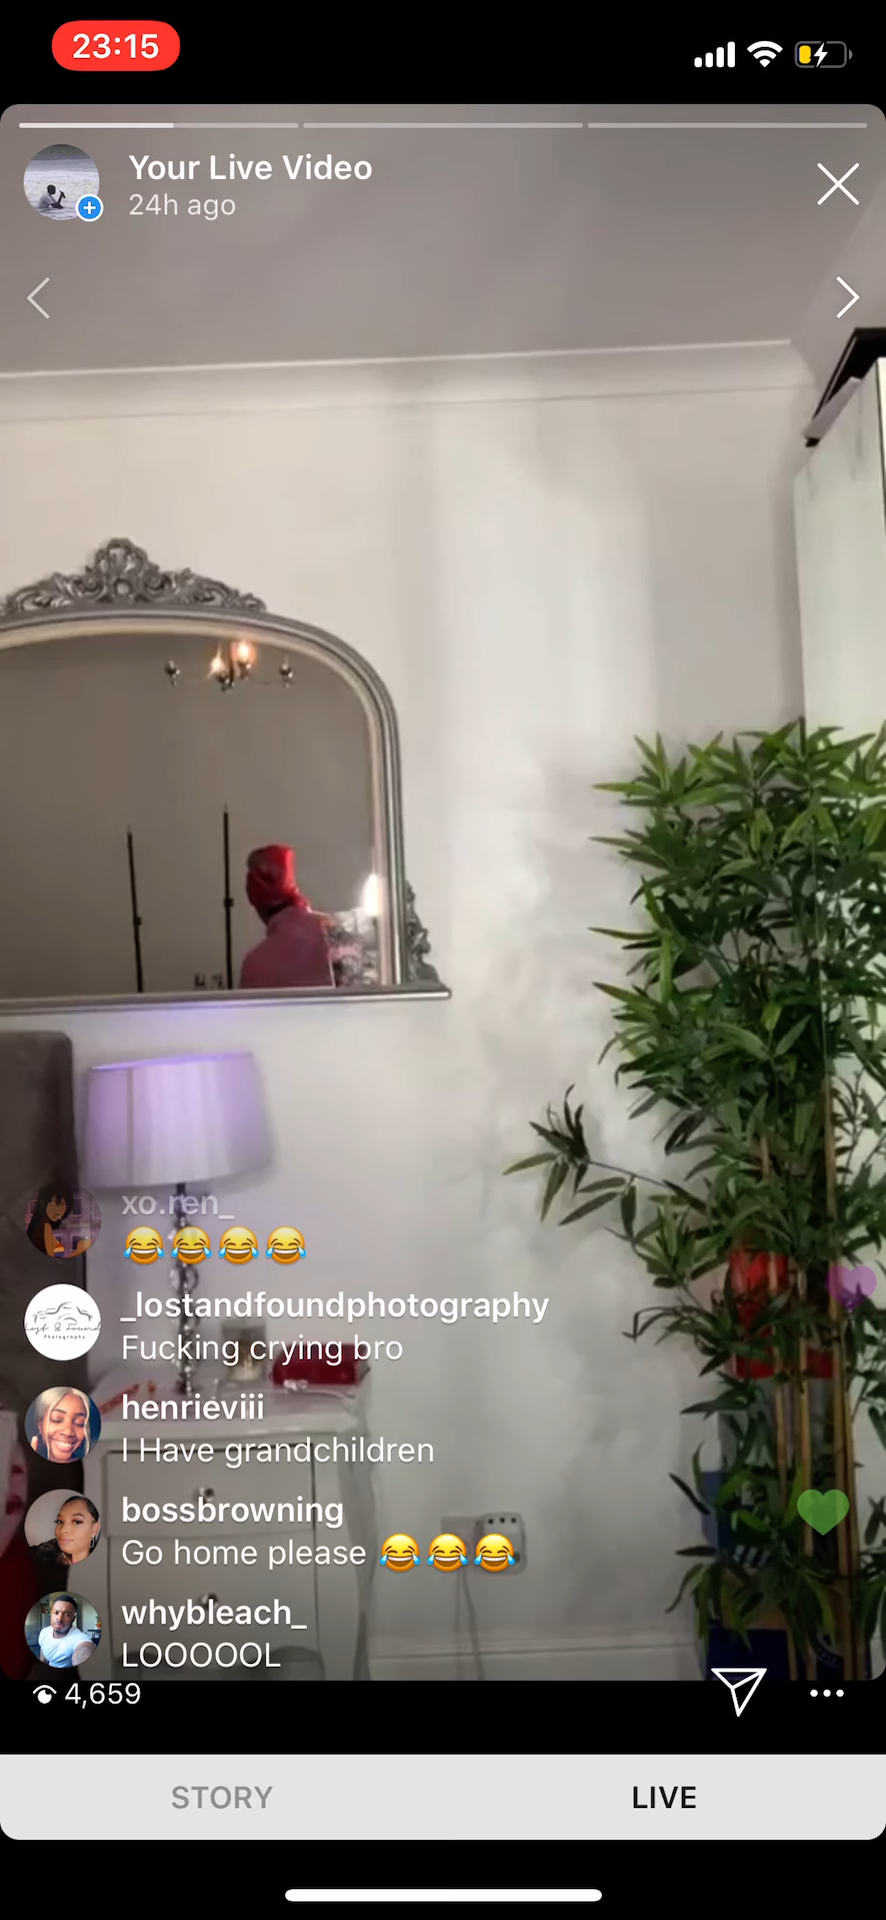 23:15
Your Live Video
24h ago
xo.ren_
😂😂😂😂
_lostandfoundphotography
Fucking crying bro
henrieviii
I Have grandchildren
bossbrowning
Go home please 😂😂😂
whybleach_
LOOOOOL
4,659
STORY
LIVE